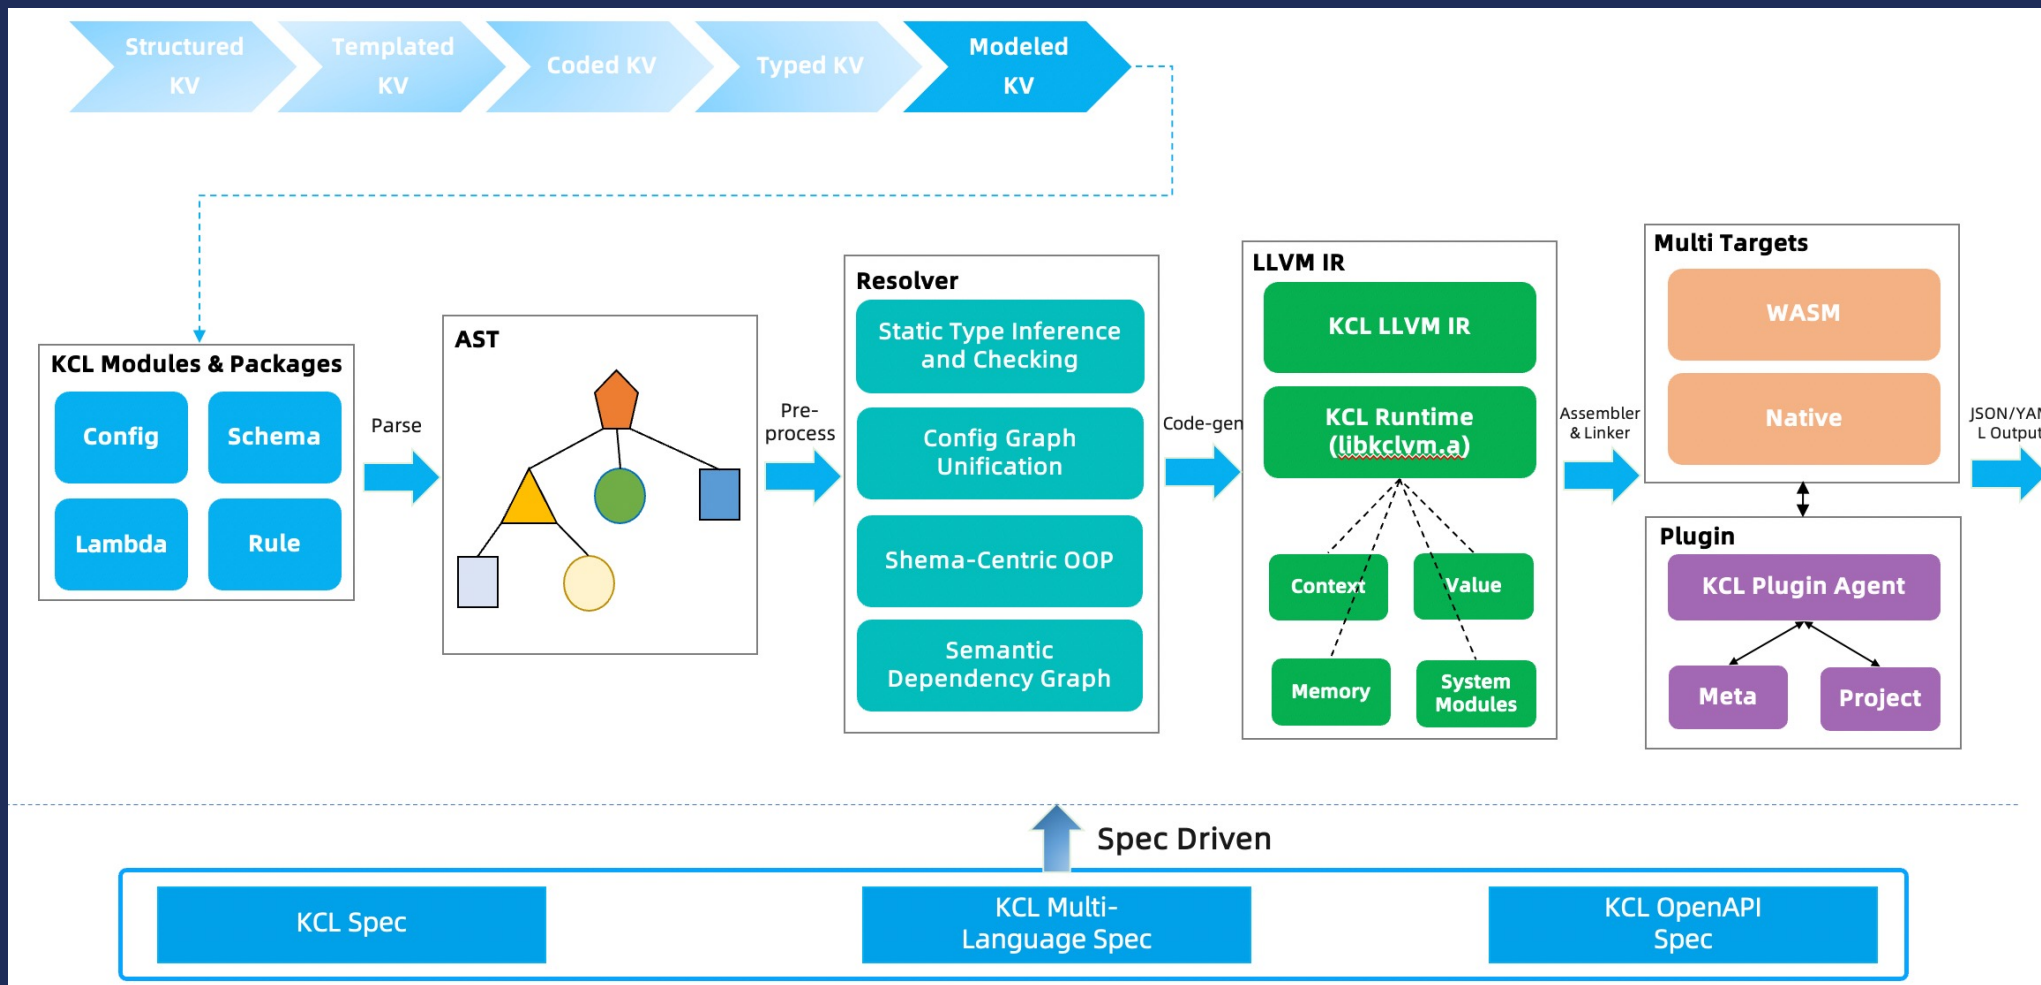 Structured
KV
Templated
KV
Coded KV
Typed KV
Modeled
KV
KCL Modules & Packages
Config
Schema
Lambda
Rule
Parse
AST
Pre-
process
Resolver
Static Type Inference
and Checking
Config Graph
Unification
Shema-Centric OOP
Semantic
Dependency Graph
Code-gen
LLVM IR
KCL LLVM IR
KCL Runtime
(libkclvm.a)
Context
Value
Memory
System
Modules
Assembler
& Linker
Multi Targets
WASM
Native
Plugin
KCL Plugin Agent
Meta
Project
JSON/YAM
L Output
Spec Driven
KCL Spec
KCL Multi-
Language Spec
KCL OpenAPI
Spec